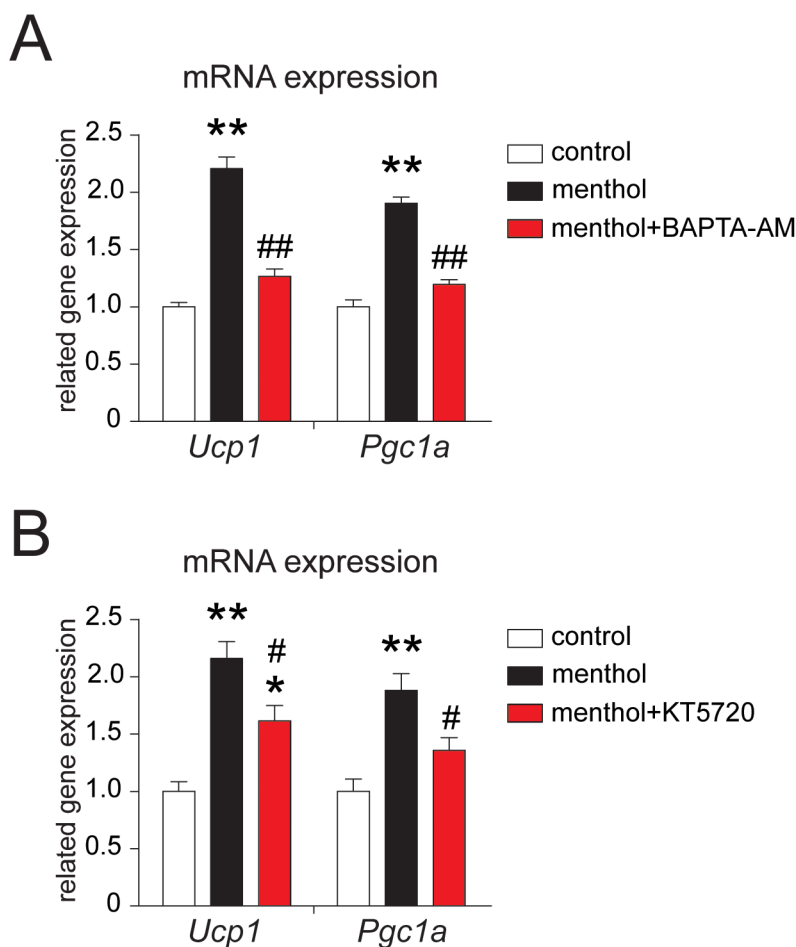 A
mRNA expression
related gene expression
2.5
2.0
1.5
1.0
0.5
0
**
##
**
##
Ucp1
Pgc1a
control
menthol
menthol+BAPTA-AM
B
mRNA expression
related gene expression
2.5
2.0
1.5
1.0
0.5
0
**
#
*
**
#
Ucp1
Pgc1a
control
menthol
menthol+KT5720